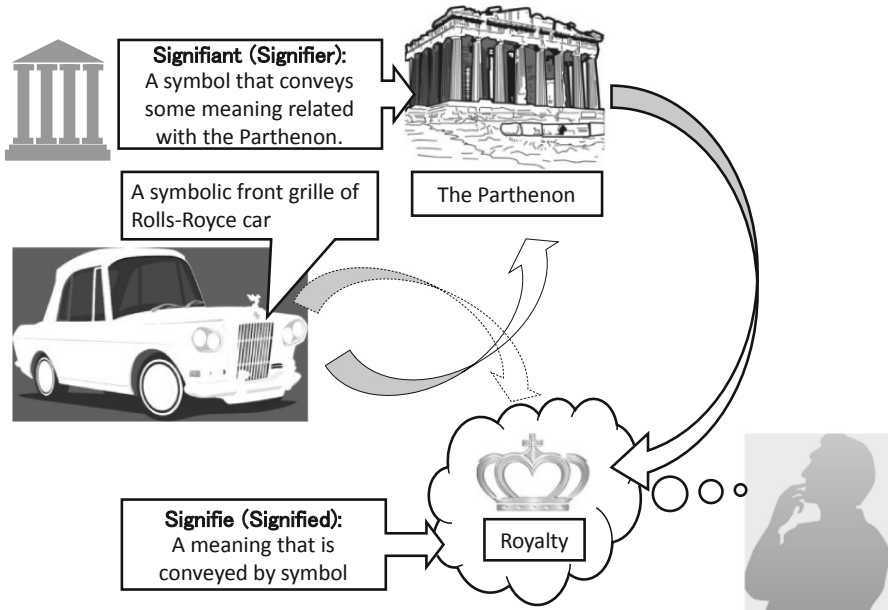 Signifiant (Signifier):
A symbol that conveys
some meaning related
with the Parthenon.
The Parthenon
A symbolic front grille of
Rolls-Royce car
Signifie (Signified):
A meaning that is
conveyed by symbol
Royalty